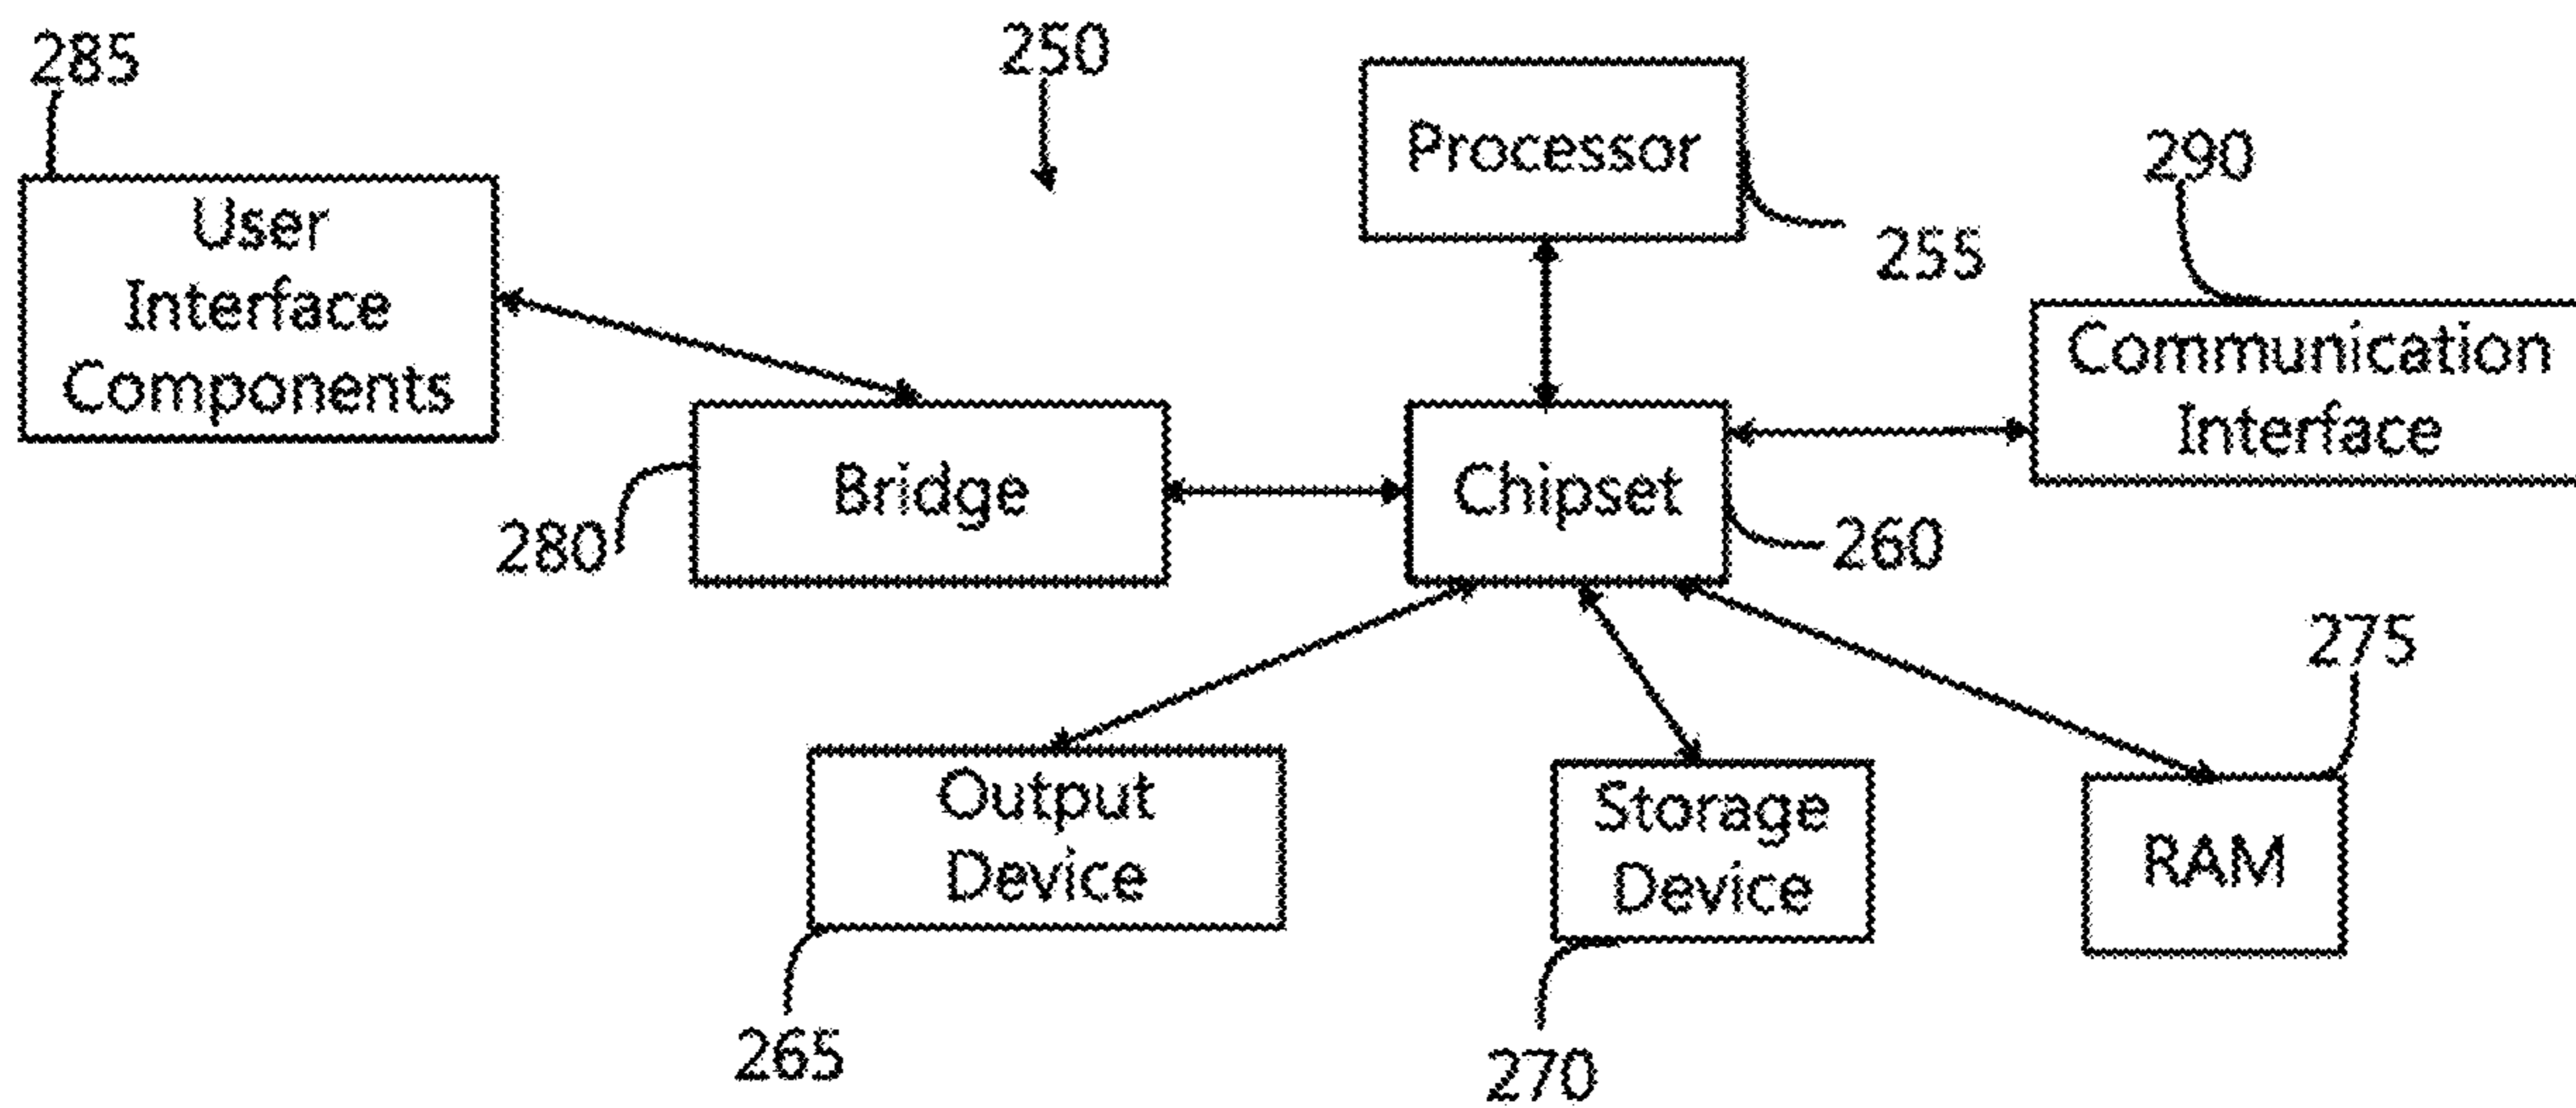 285
250
Processor
290
255
User
Interface
Components
Communication
Interface
Bridge
Chipset
280
260
275
Output
Device
Storage
Device
RAM
265
270